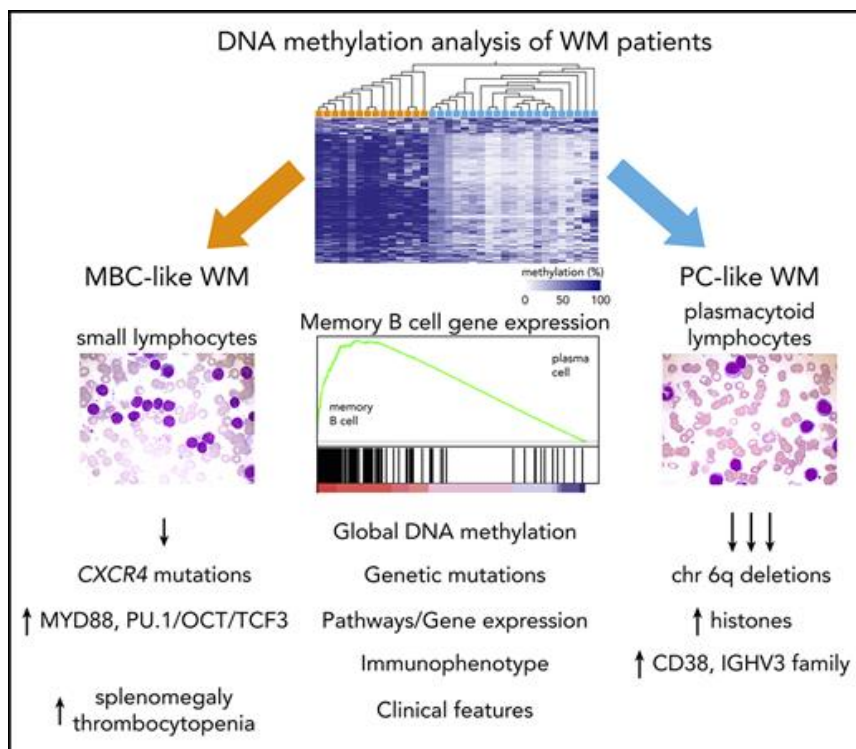 DNA methylation analysis of WM patients
methylation (%)
0 50 100
MBC-like WM
PC-like WM
small lymphocytes
Memory B cell gene expression
plasmacytoid
lymphocytes
plasma
cell
memory
B cell
↓
Global DNA methylation
↓↓↓
CXCR4 mutations
Genetic mutations
chr 6q deletions
↑ MYD88, PU.1/OCT/TCF3
Pathways/Gene expression
↑ histones
Immunophenotype
↑ CD38, IGHV3 family
↑ splenomegaly
thrombocytopenia
Clinical features